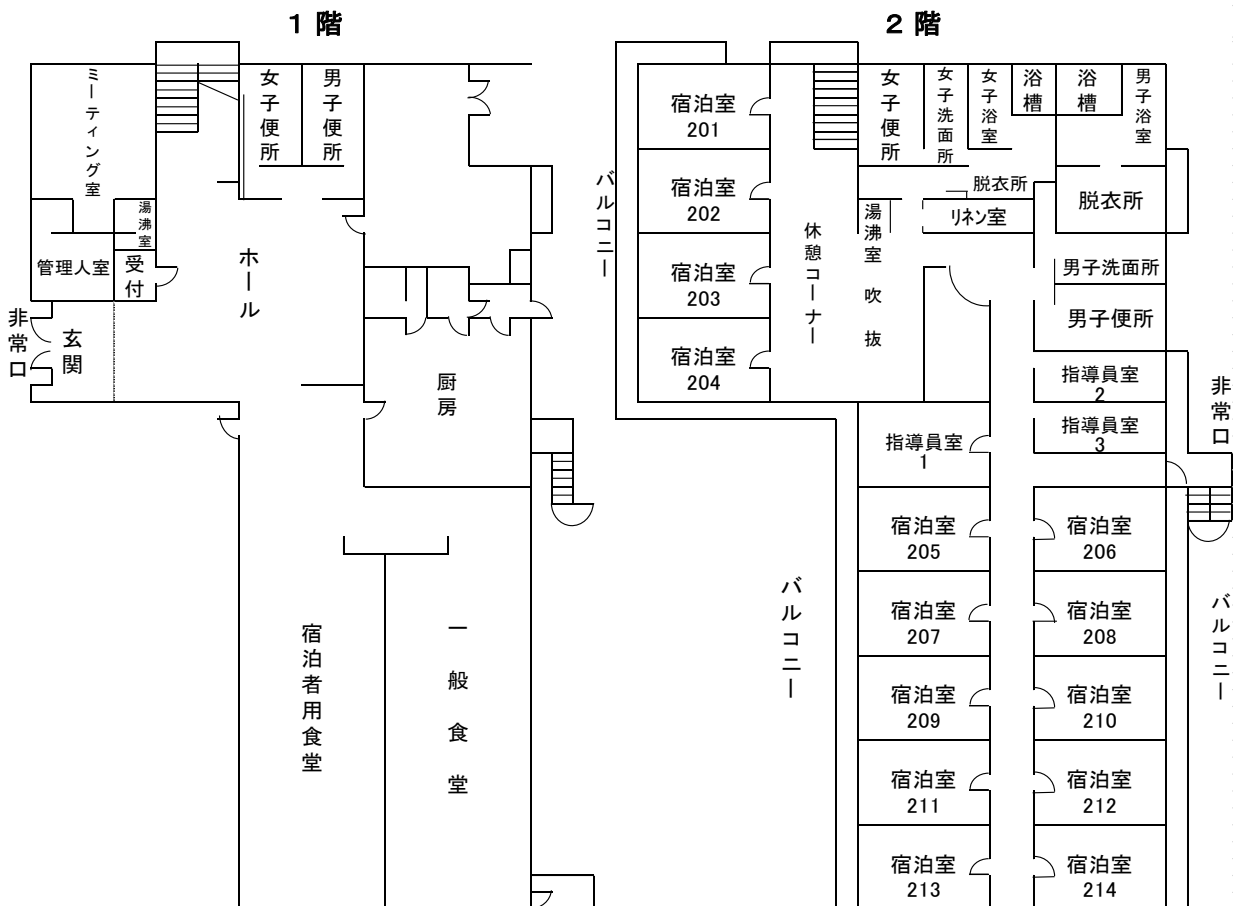 1 階
ミーティング室
女子便所
男子便所
湯沸室
管理人室
受付
ホール
非常口
玄関
厨房
宿泊者用食堂
一般食堂
2 階
バルコニー
宿泊室
201
宿泊室
202
宿泊室
203
宿泊室
204
休憩コーナー
女子便所
女子洗面所
女子浴室
浴槽
浴槽
男子浴室
脱衣所
リネン室
脱衣所
湯沸室
吹抜
男子洗面所
男子便所
指導員室
2
指導員室
3
指導員室
1
非常口
宿泊室
205
宿泊室
206
宿泊室
207
宿泊室
208
宿泊室
209
宿泊室
210
宿泊室
211
宿泊室
212
宿泊室
213
宿泊室
214
バルコニー
バルコニー